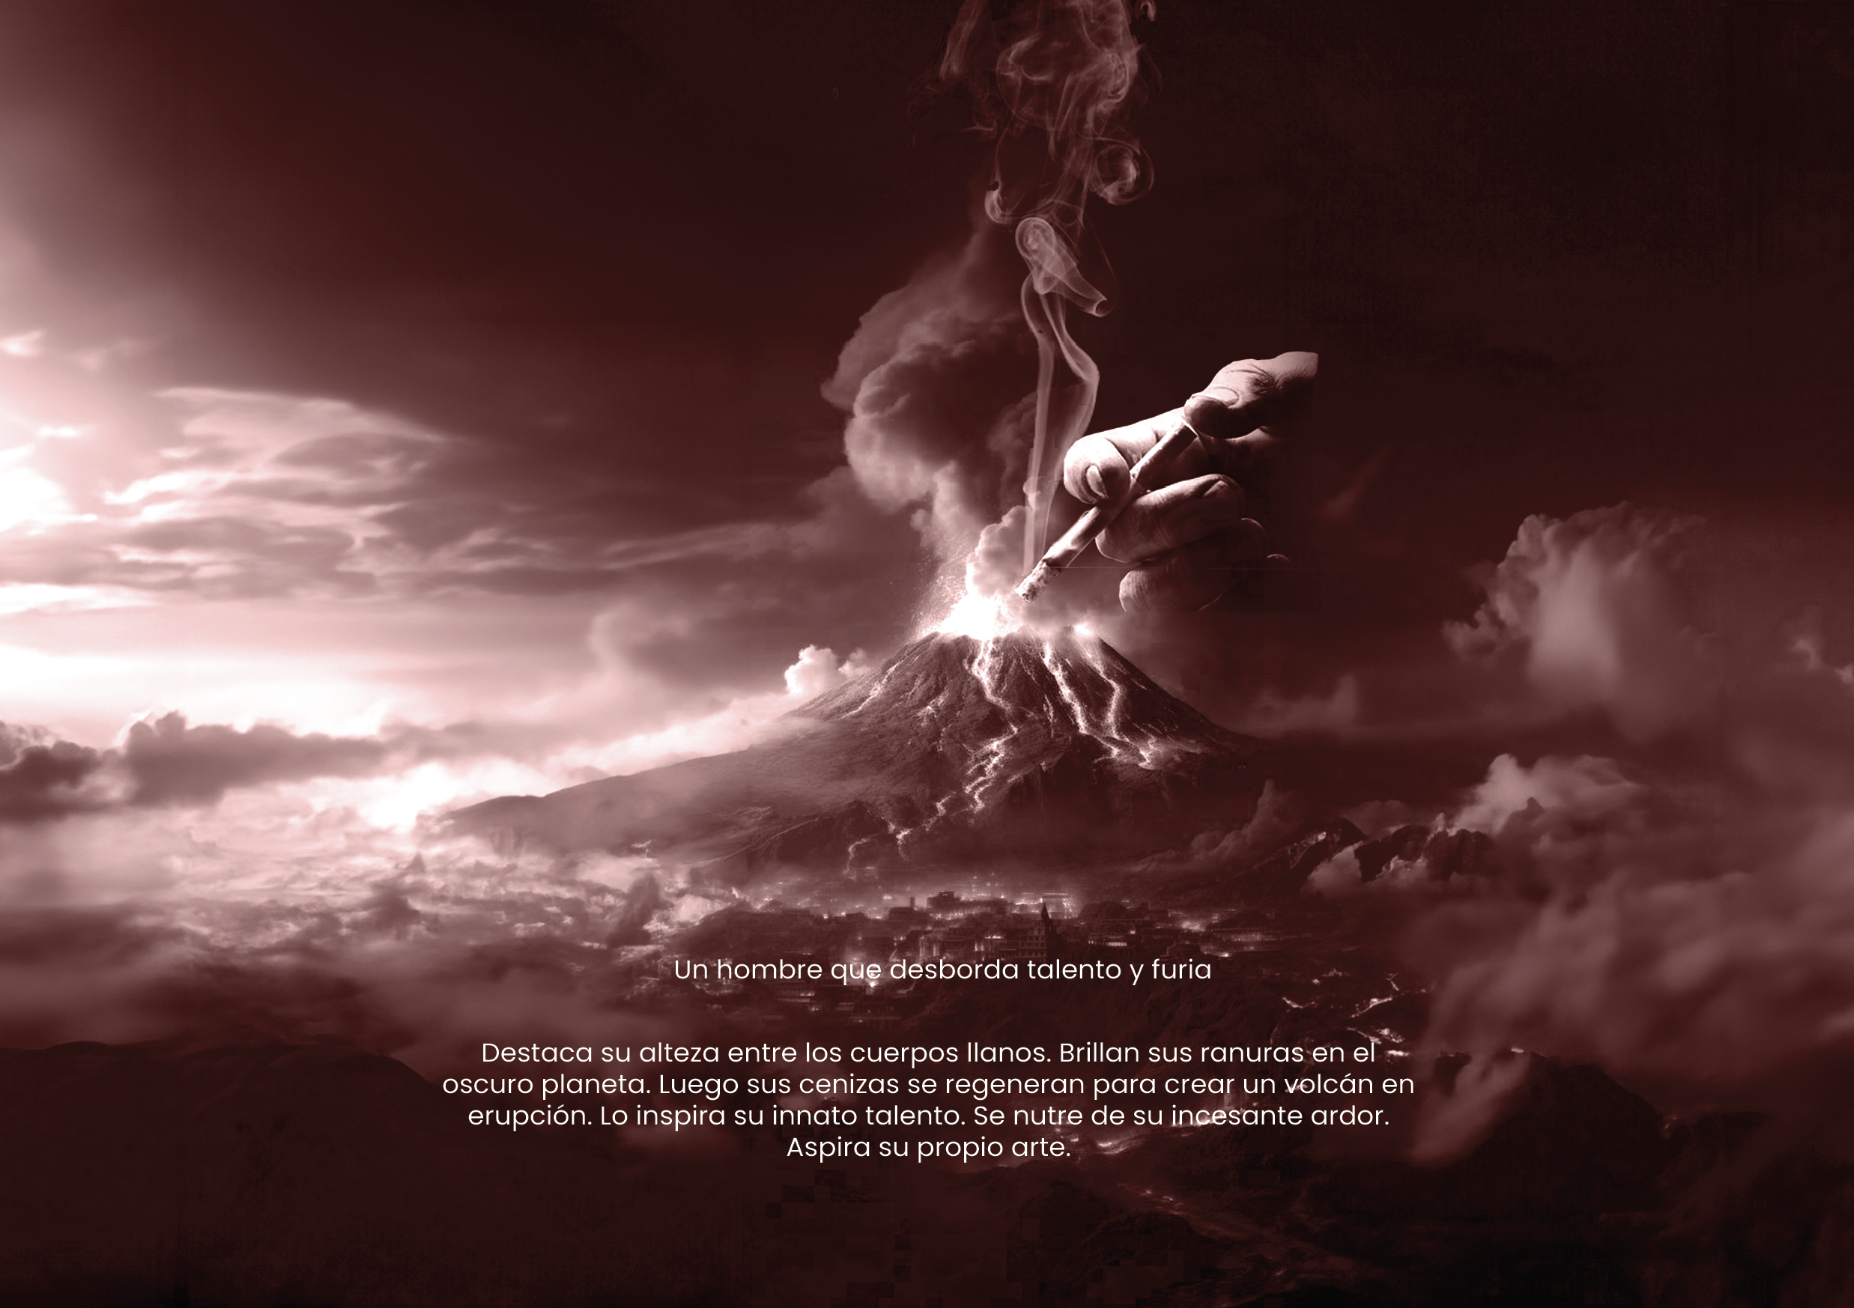 Un hombre que desborda talento y furia
Destaca su alteza entre los cuerpos llanos. Brillan sus ranuras en el
oscuro planeta. Luego sus cenizas se regeneran para crear un volcán en
erupción. Lo inspira su innato talento. Se nutre de su incesante ardor.
Aspira su propio arte.